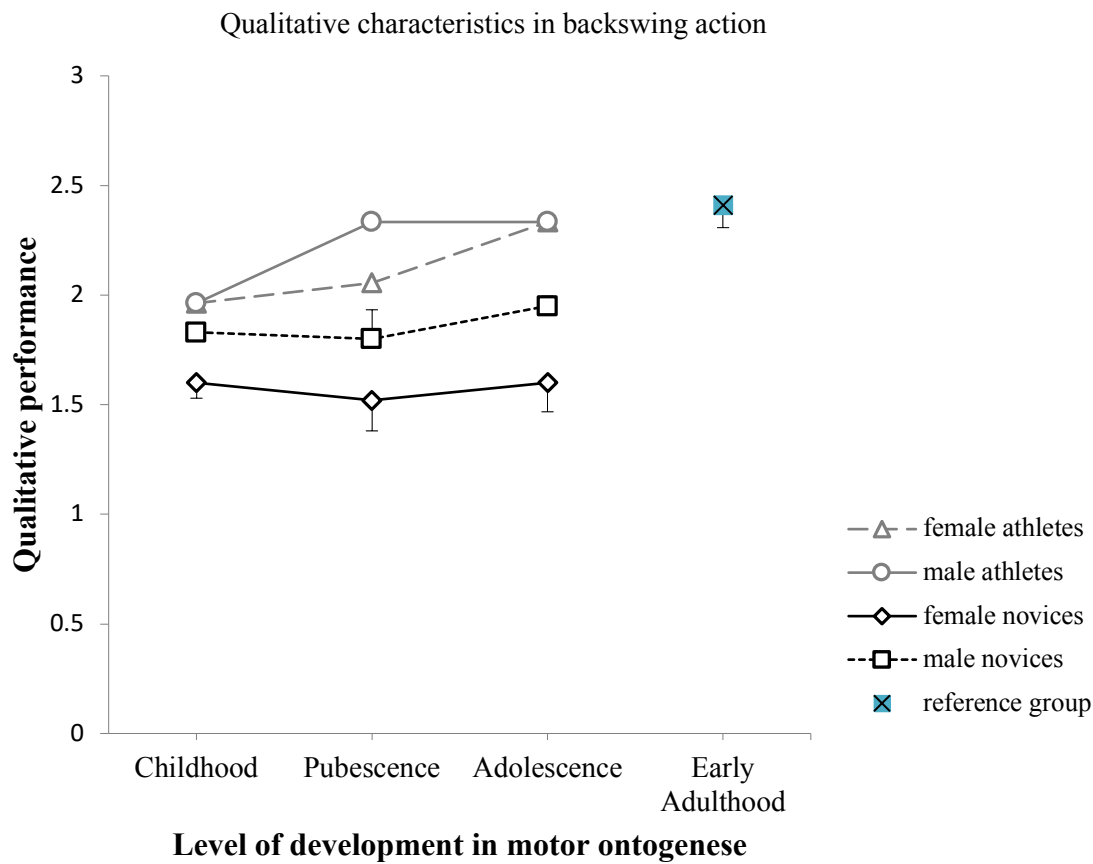 Qualitative characteristics in backswing action
3
2.5
2
1.5
1
0.5
0
Qualitative performance
Childhood
Pubescence
Adolescence
Early
Adulthood
Level of development in motor ontogenese
female athletes
male athletes
female novices
male novices
reference group